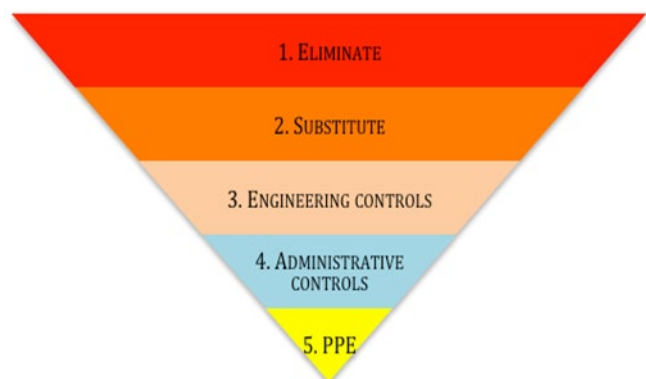 1. ELIMINATE
2. SUBSTITUTE
3. ENGINEERING CONTROLS
4. ADMINISTRATIVE
CONTROLS
5. PPE